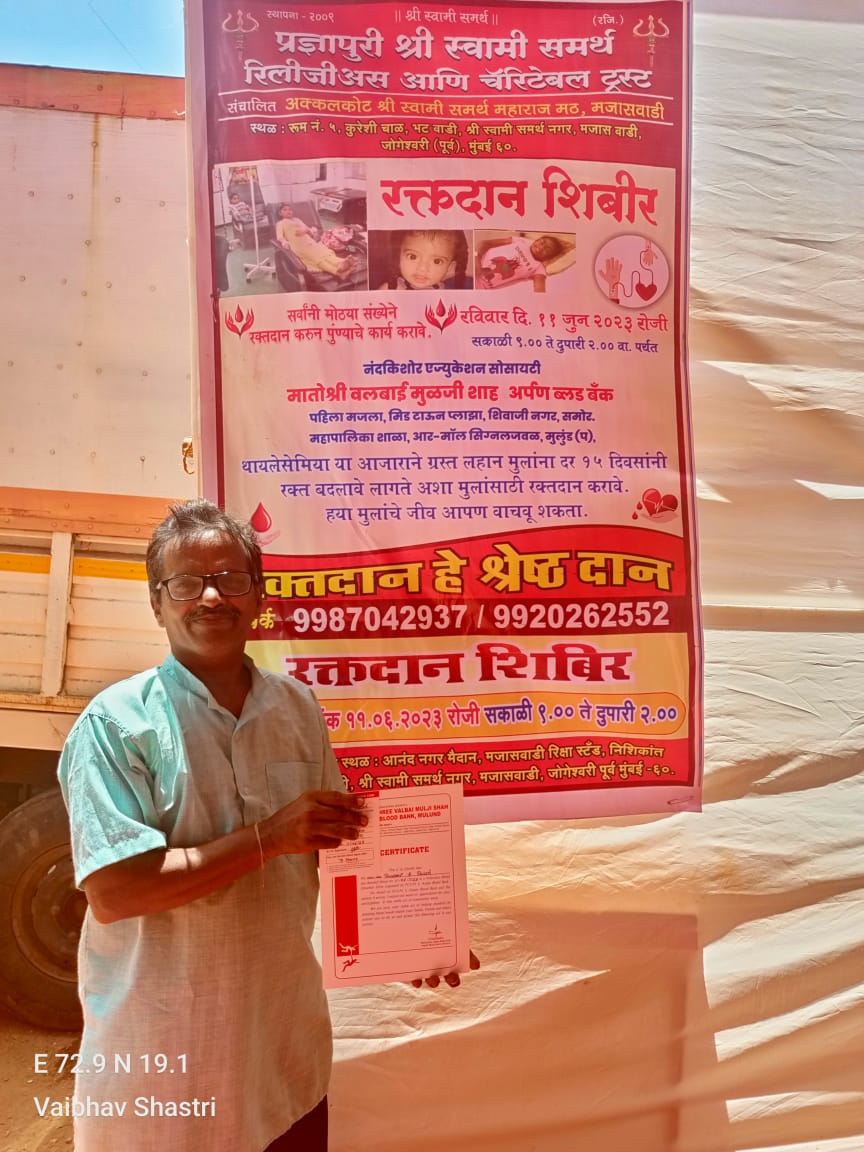 स्थापना - २००९
|| श्री स्वामी समर्थ ||
(रजि.)
प्रज्ञापुरी श्री स्वामी समर्थ
रिलीजीअस आणि चॅरिटेबल ट्रस्ट
संचालित अक्कलकोट श्री स्वामी समर्थ महाराज मठ, मजासवाडी
स्थळ : रूम नं. ५, कुरेशी चाळ, भट वाडी, श्री स्वामी समर्थ नगर, मजास वाडी,
जोगेश्वरी (पूर्व), मुंबई ६०.
रक्तदान शिबीर
सर्वांनी मोठया संख्येने
रक्तदान करुन पुंण्याचे कार्य करावे.
रविवार दि. ११ जुन २०२३ रोजी
सकाळी ९.०० ते दुपारी २.०० वा. पर्यंत
नंदकिशोर एज्युकेशन सोसायटी
मातोश्री वलबाई मुळजी शाह अर्पण ब्लड बँक
पहिला मजला, मिड टाऊन प्लाझा, शिवाजी नगर, समोर.
महापालिका शाळा, आर-मॉल सिग्नलजवळ, मुलुंड (प),
थायलेसेमिया या आजाराने ग्रस्त लहान मुलांना दर १५ दिवसांनी
रक्त बदलावे लागते अशा मुलांसाठी रक्तदान करावे.
हया मुलांचे जीव आपण वाचवू शकता.
रक्तदान हे श्रेष्ठ दान
9987042937 / 9920262552
रक्तदान शिबिर
११.०६.२०२३ रोजी सकाळी ९.०० ते दुपारी २.००
स्थळ : आनंद नगर मैदान, मजासवाडी रिक्षा स्टँड, निशिकांत
श्री स्वामी समर्थ नगर, मजासवाडी, जोगेश्वरी पूर्व मुंबई -६०.
SHREE VALBAI MULJI SHAH
BLOOD BANK, MULUND
CERTIFICATE
E 72.9 N 19.1
Vaibhav Shastri